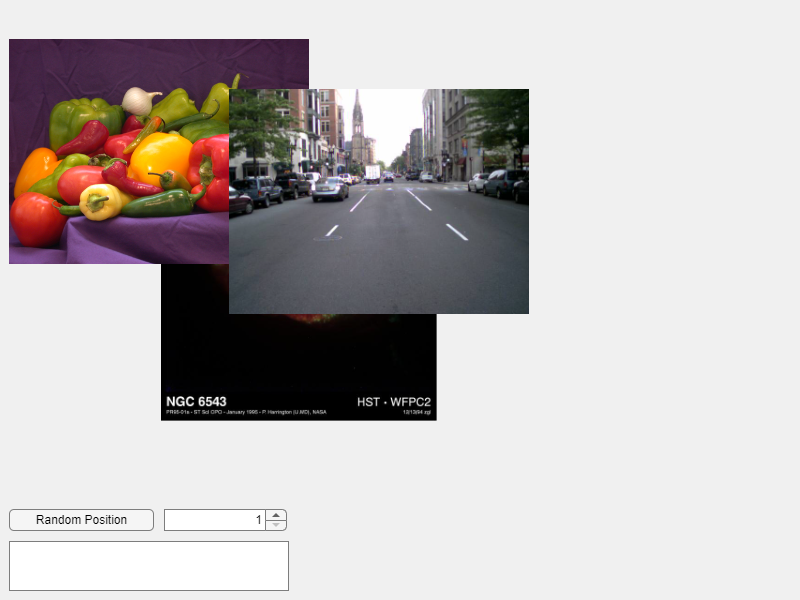 NGC 6543
HST • WFPC2
PR95-01a • ST ScI OPO • January 1995 • P. Harrington (U.MD), NASA
12/13/94 zgl
Random Position
1